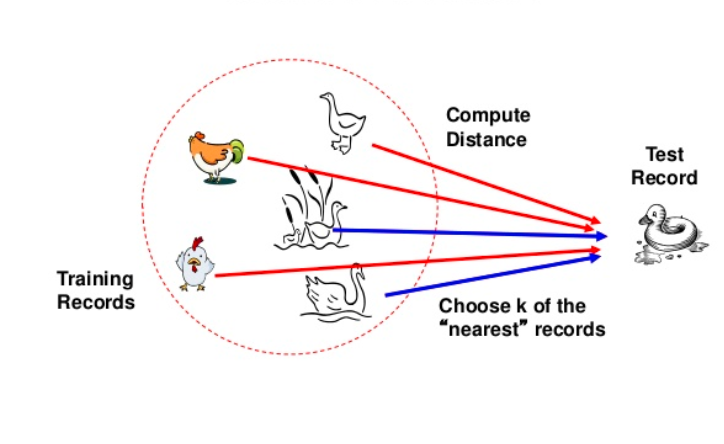 Compute
Distance
Test
Record
Training
Records
Choose k of the
“nearest” records